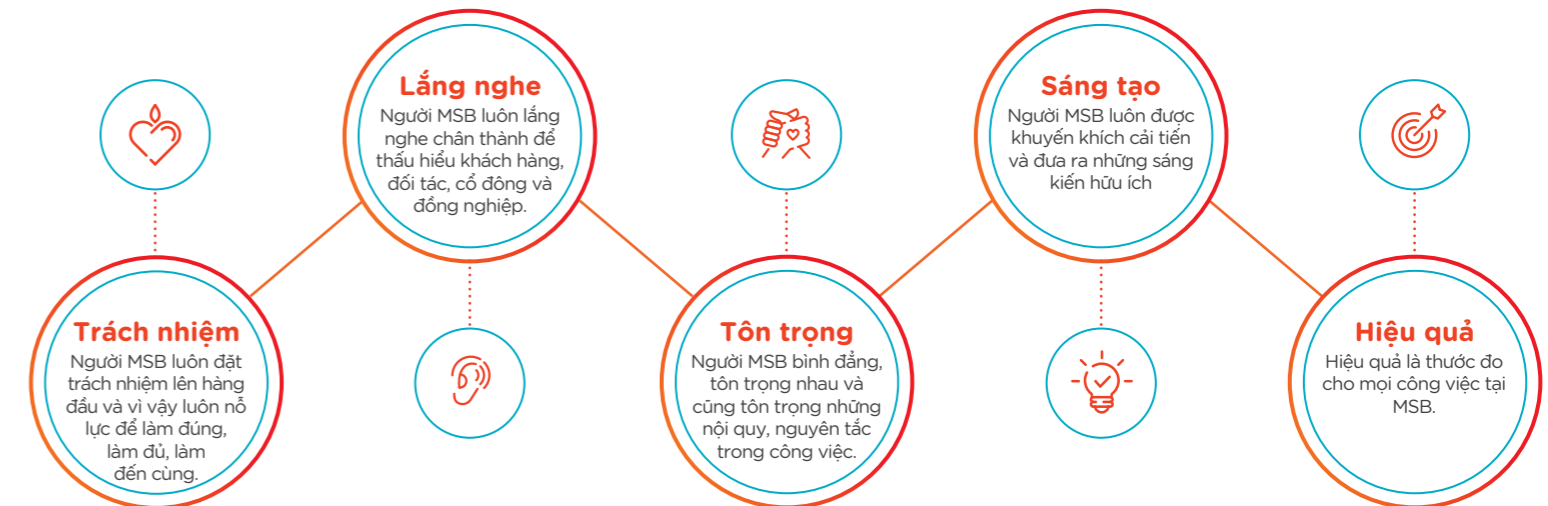 Trách nhiệm
Người MSB luôn đặt
trách nhiệm lên hàng
đầu và vì vậy luôn nỗ
lực để làm đúng,
làm đủ, làm
đến cùng.
Lắng nghe
Người MSB luôn lắng
nghe chân thành để
thấu hiểu khách hàng,
đối tác, cổ đông và
đồng nghiệp.
Tôn trọng
Người MSB bình đẳng,
tôn trọng nhau và
cũng tôn trọng những
nội quy, nguyên tắc
trong công việc.
Sáng tạo
Người MSB luôn được
khuyến khích cải tiến
và đưa ra những sáng
kiến hữu ích
Hiệu quả
Hiệu quả là thước đo
cho mọi công việc tại
MSB.